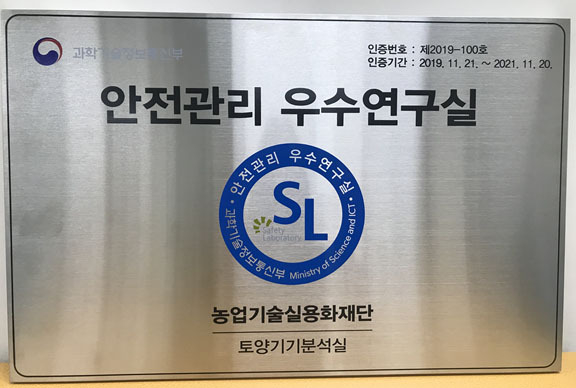 과학기술정보통신부
인증번호 : 제2019-100호
인증기간 : 2019. 11. 21. ~ 2021. 11. 20.
안전관리 우수연구실
· 안전관리 우수연구실 ·
SL
Safety
Laboratory
과학기술정보통신부 Ministry of Science and ICT
농업기술실용화재단
토양기기분석실